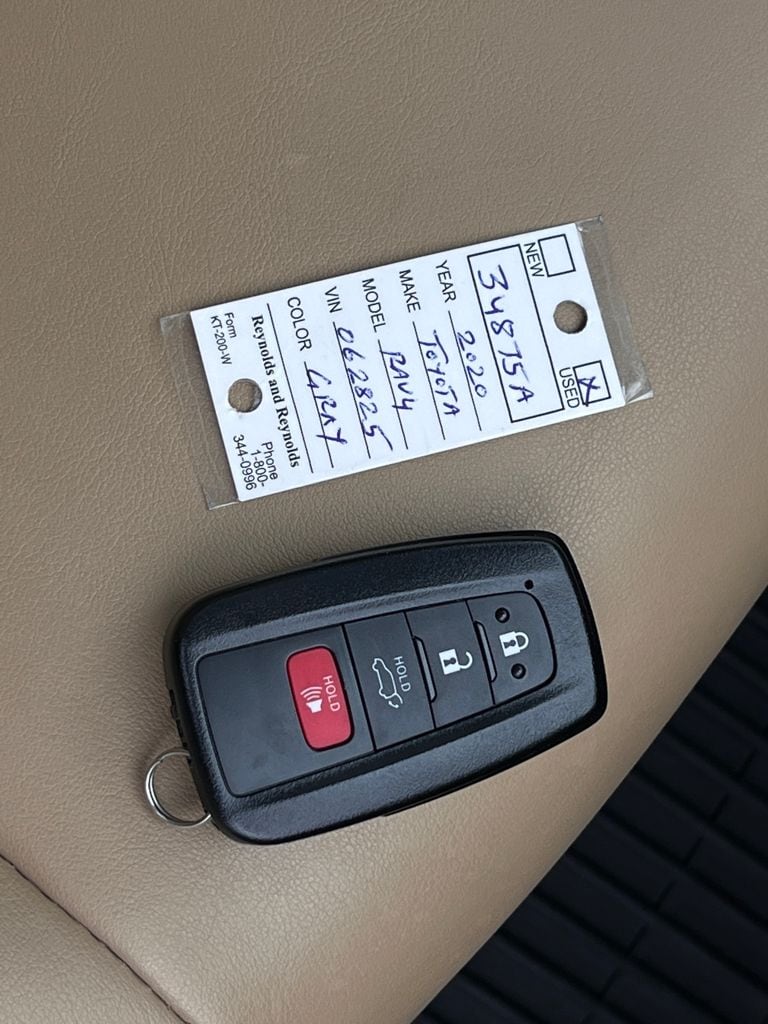 NEW
X USED
34875A
YEAR 2020
MAKE TOYOTA
MODEL RAV4
VIN 062825
COLOR GRAY
Reynolds and Reynolds
Form
KT-200-W
Phone
1-800-
344-0996
HOLD
HOLD